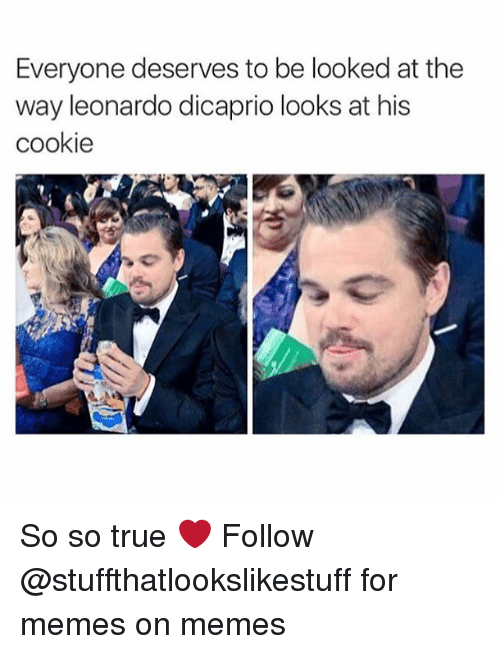 Everyone deserves to be looked at the
way leonardo dicaprio looks at his
cookie
So so true ❤ Follow
@stuffthatlookslikestuff for
memes on memes